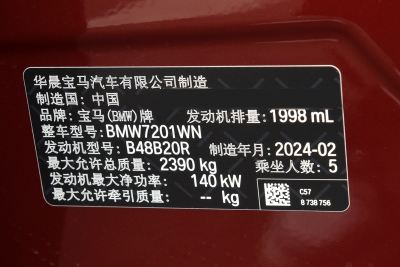 华晨宝马汽车有限公司制造
制造国：中国
品牌：宝马(BMW)牌 发动机排量：1998 mL
整车型号：BMW7201WN
发动机型号：B48B20R 制造年月：2024-02
最大允许总质量：2390 kg 乘坐人数：5
最大净功率： 140 kW
最大允许牵引质量： -- kg
C57
8 738 756